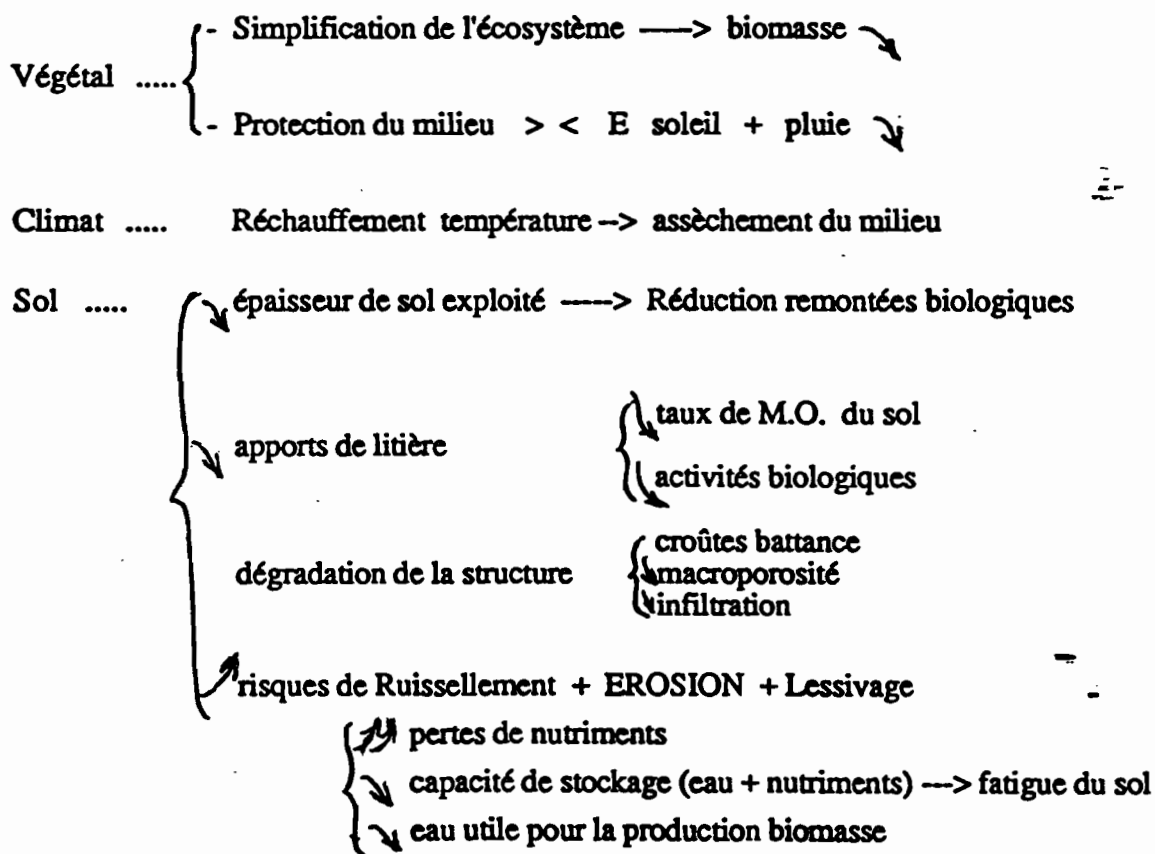 - Simplification de l'écosystème ----> biomasse ↘
Végétal .....
- Protection du milieu > < E soleil + pluie ↘
Climat ..... Réchauffement température --> assèchement du milieu
Sol ..... ↘ épaisseur de sol exploité ----> Réduction remontées biologiques
↘ taux de M.O. du sol
↘ apports de litière
↘ activités biologiques
croûtes battance
dégradation de la structure ↘ macroporosité
↘ infiltration
↗ risques de Ruissellement + EROSION + Lessivage
↗ pertes de nutriments
↘ capacité de stockage (eau + nutriments) ---> fatigue du sol
↘ eau utile pour la production biomasse